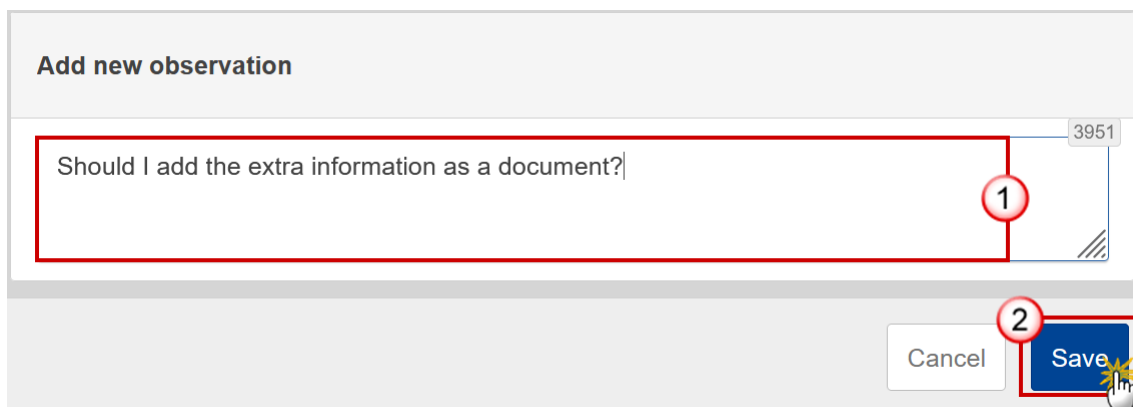 Add new observation
3951
Should I add the extra information as a document?
1
2
Cancel
Save